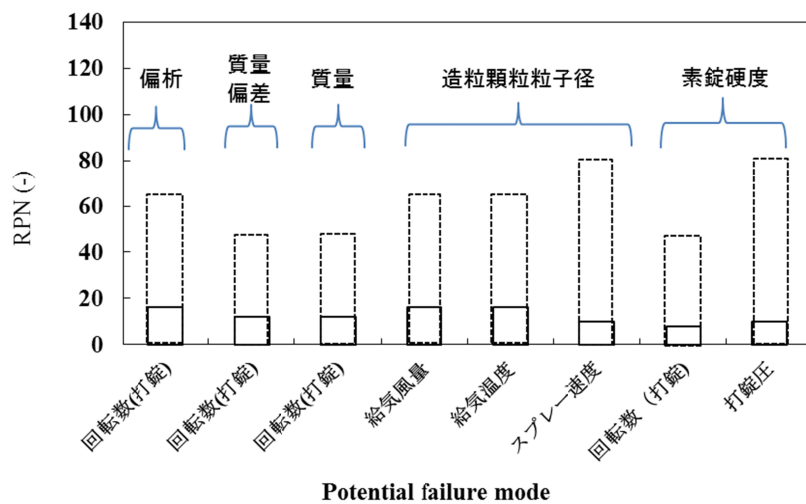 140
120
100
80
60
40
20
0
RPN (-)
偏析
質量
偏差
質量
造粒顆粒粒子径
素錠硬度
回転数(打錠)
回転数(打錠)
回転数(打錠)
給気風量
給気温度
スプレー速度
回転数（打錠）
打錠圧
Potential failure mode